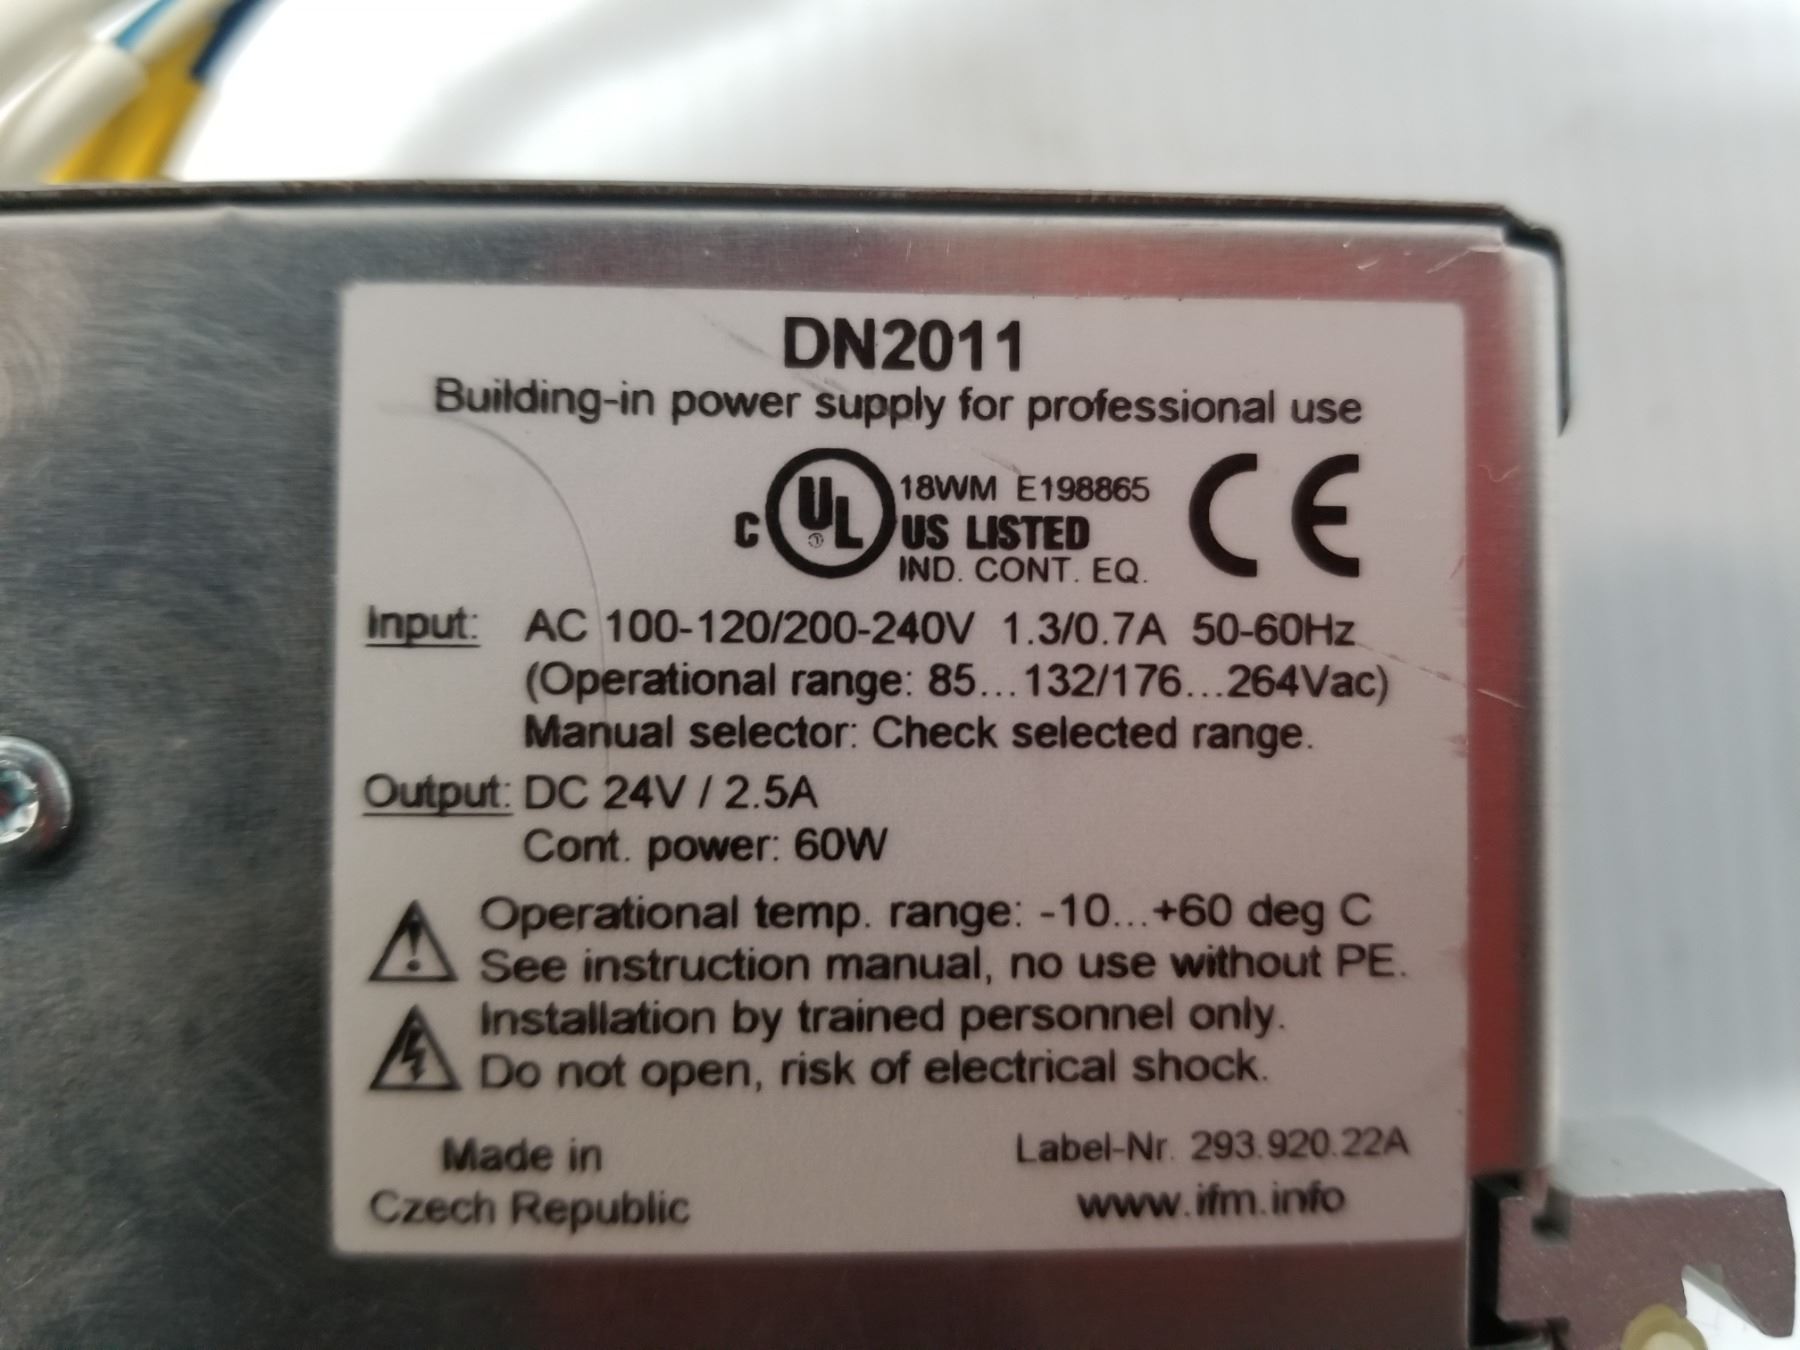 DN2011
Building-in power supply for professional use
C UL US LISTED 18WM E198865 CE
IND. CONT. EQ.
Input: AC 100-120/200-240V 1.3/0.7A 50-60Hz
(Operational range: 85...132/176...264Vac)
Manual selector: Check selected range.
Output: DC 24V / 2.5A
Cont. power: 60W
Operational temp. range: -10...+60 deg C
See instruction manual, no use without PE.
Installation by trained personnel only.
Do not open, risk of electrical shock.
Made in
Czech Republic
Label-Nr. 293.920.22A
www.ifm.info